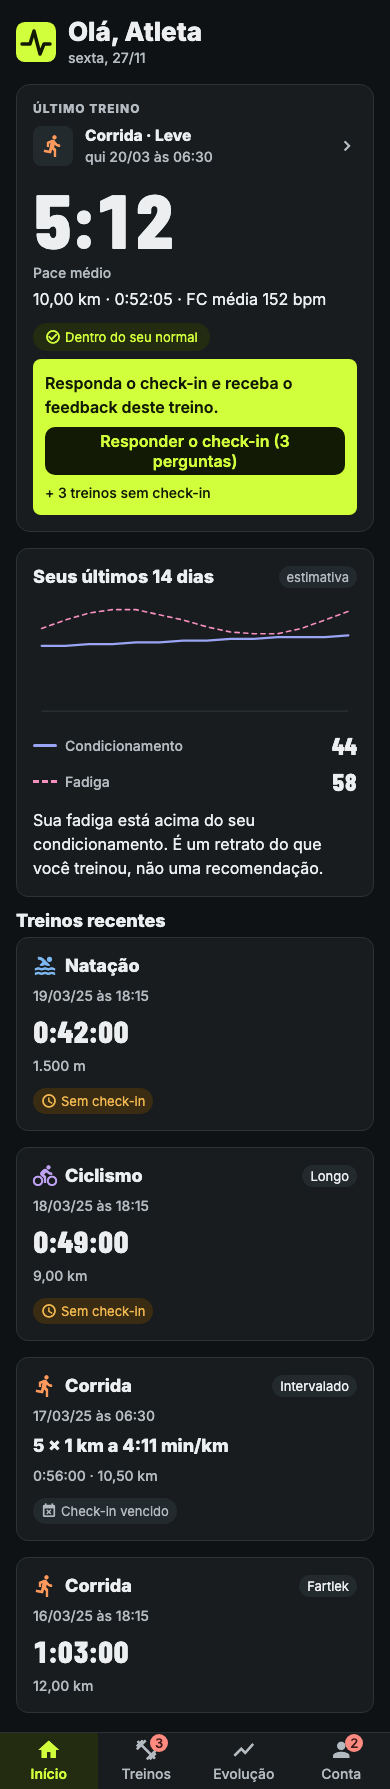 Olá, Atleta
sexta, 27/11
ÚLTIMO TREINO
Corrida · Leve
qui 20/03 às 06:30
5:12
Pace médio
10,00 km · 0:52:05 · FC média 152 bpm
Dentro do seu normal
Responda o check-in e receba o
feedback deste treino.
Responder o check-in (3
perguntas)
+ 3 treinos sem check-in
Seus últimos 14 dias
estimativa
Condicionamento
44
Fadiga
58
Sua fadiga está acima do seu
condicionamento. É um retrato do que
você treinou, não uma recomendação.
Treinos recentes
Natação
19/03/25 às 18:15
0:42:00
1.500 m
Sem check-in
Ciclismo
Longo
18/03/25 às 18:15
0:49:00
9,00 km
Sem check-in
Corrida
Intervalado
17/03/25 às 06:30
5 × 1 km a 4:11 min/km
0:56:00 · 10,50 km
Check-in vencido
Corrida
Fartlek
16/03/25 às 18:15
1:03:00
12,00 km
3
2
Início
Treinos
Evolução
Conta